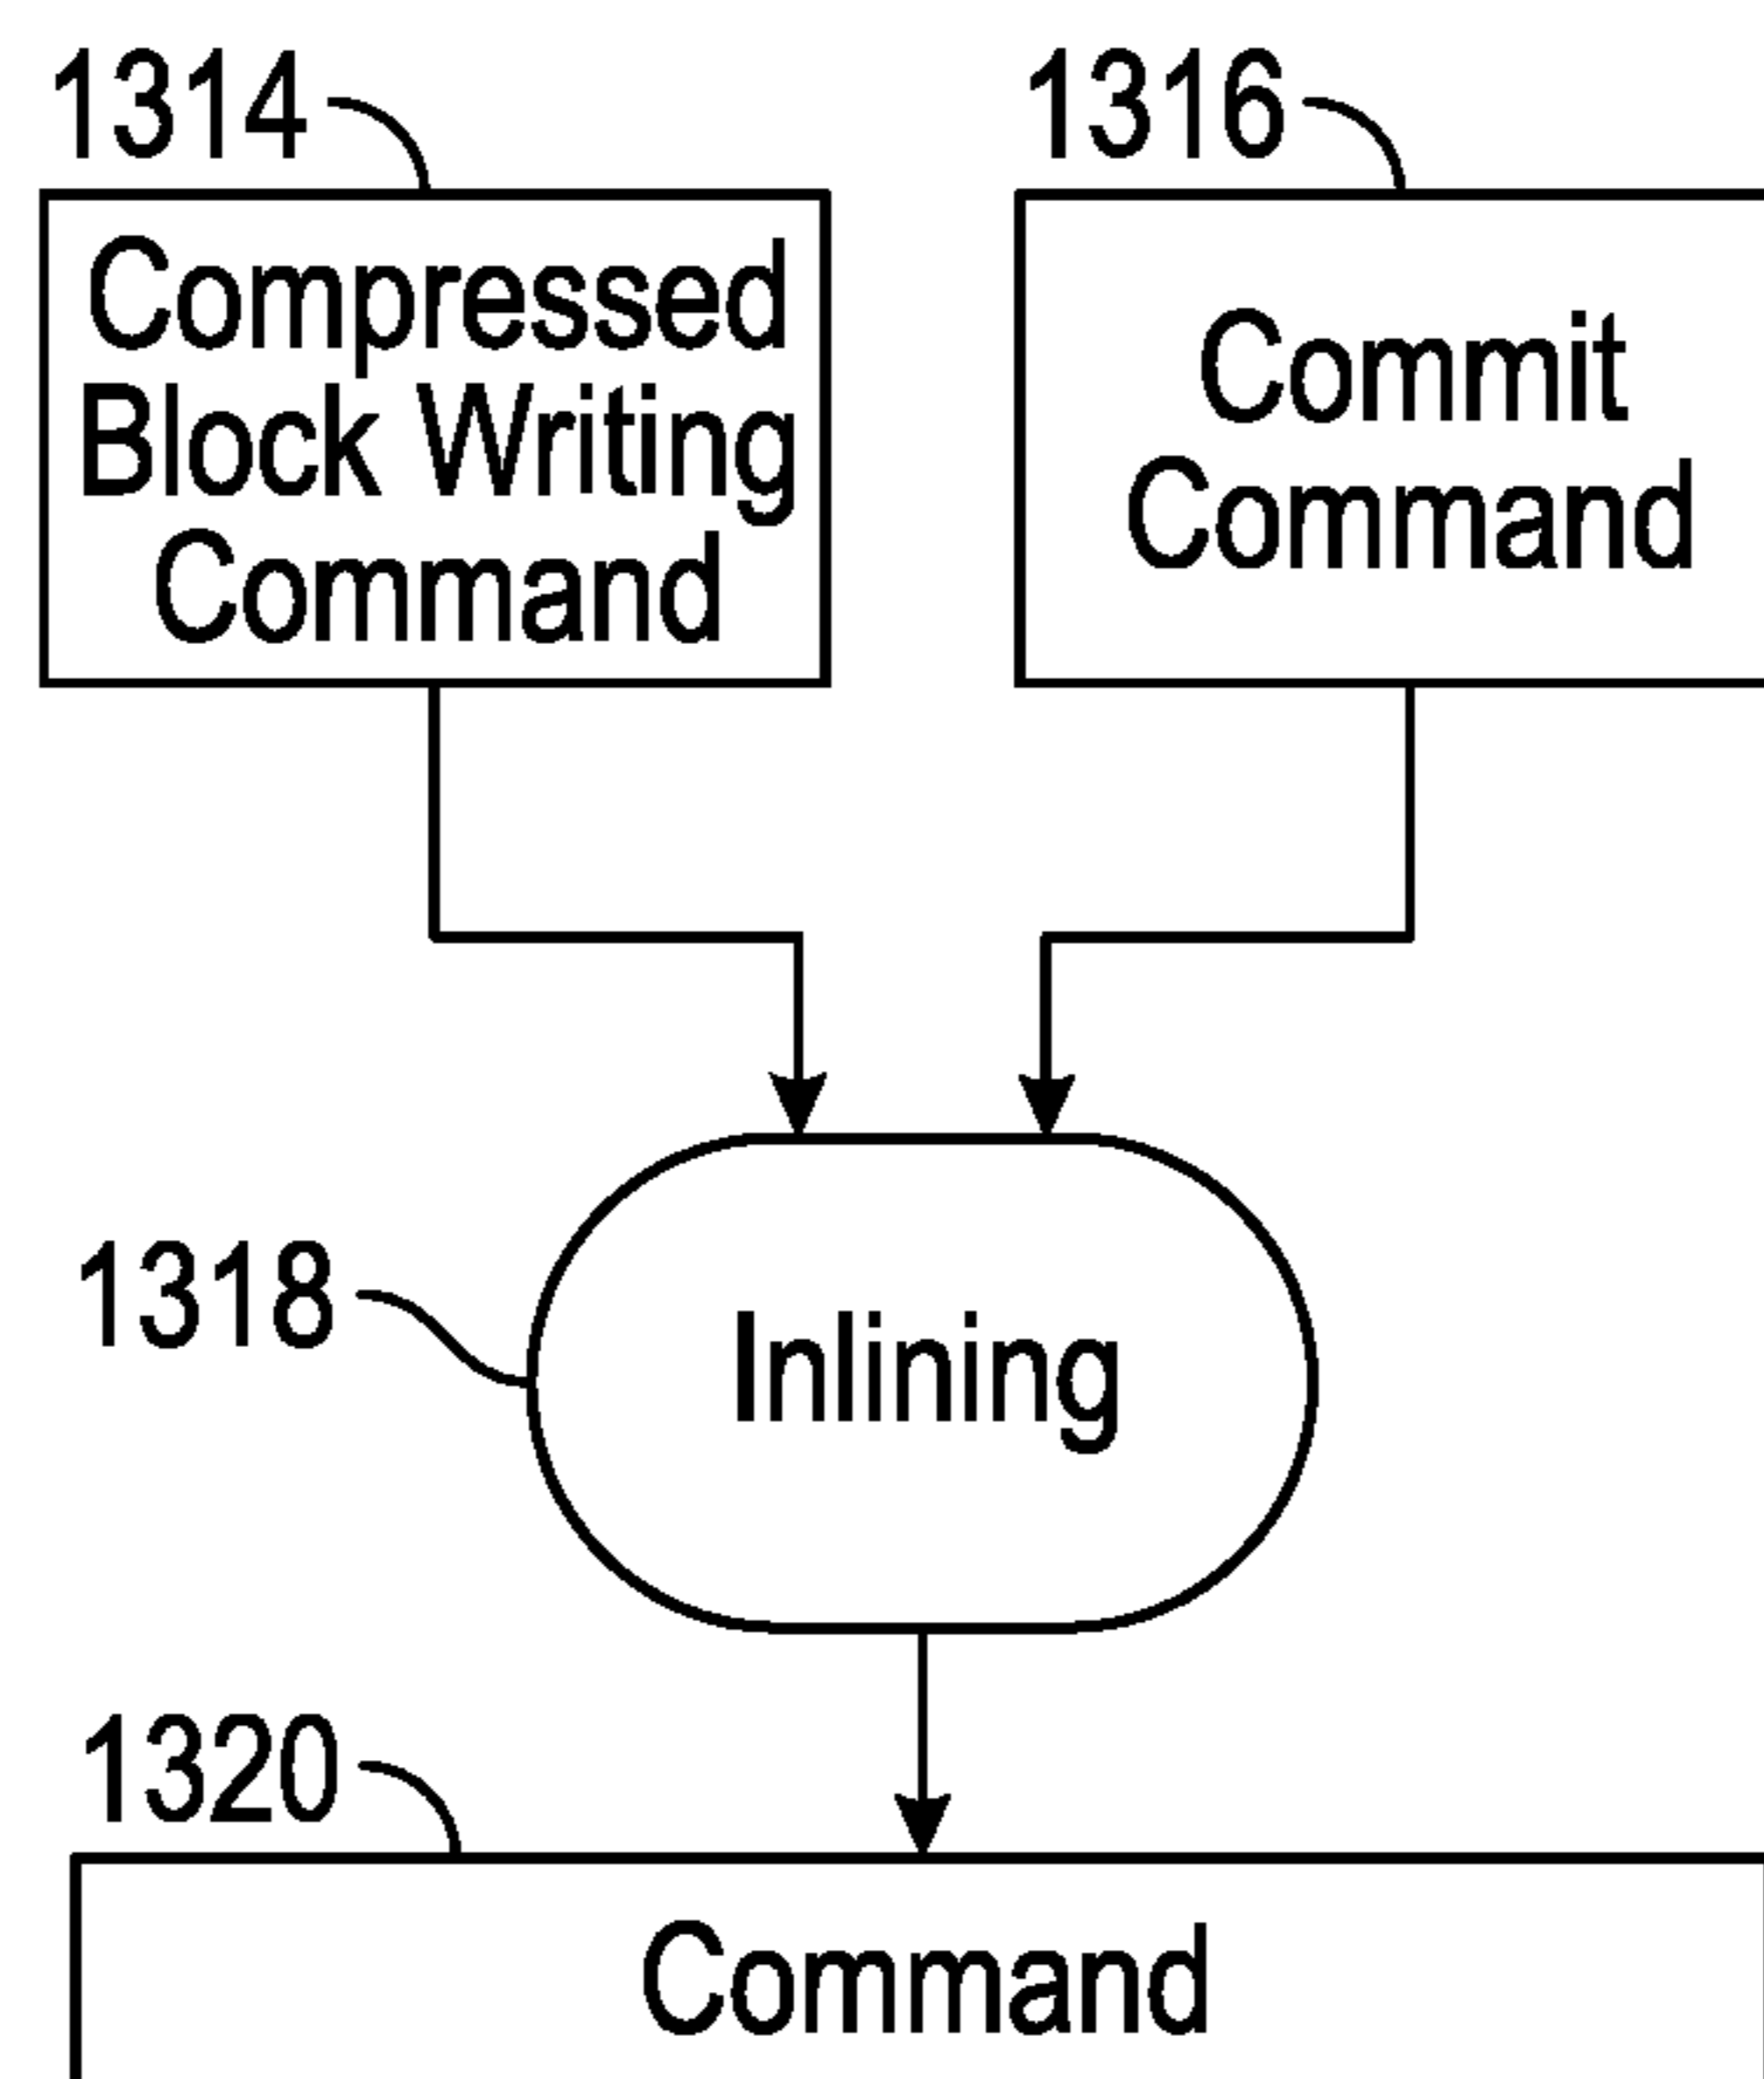 1314
1316
Compressed
Block Writing
Command
Commit
Command
1318
Inlining
1320
Command